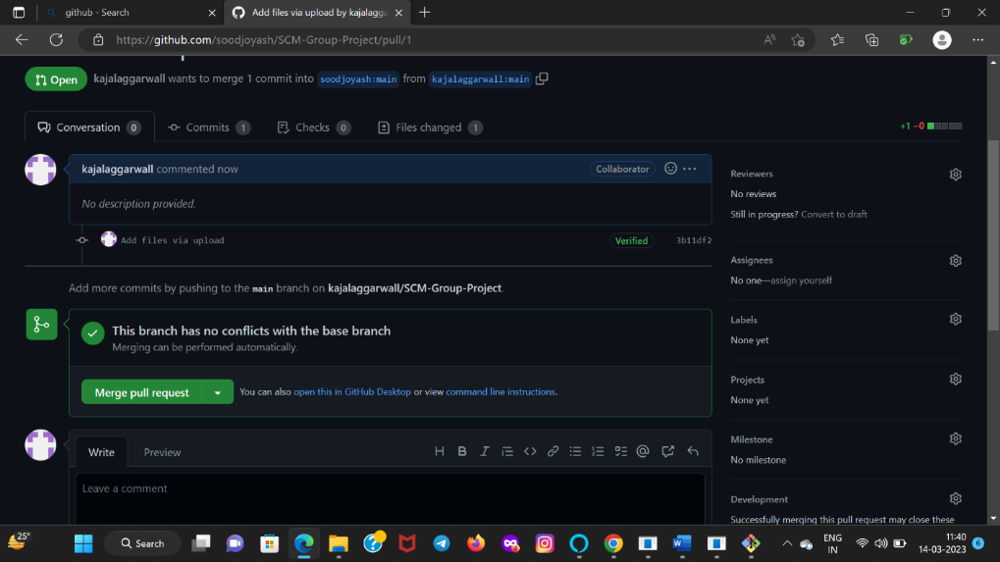 github - Search
Add files via upload by kajalagga
https://github.com/soodjoyash/SCM-Group-Project/pull/1
Open
kajalaggarwall wants to merge 1 commit into soodjoyash:main from kajalaggarwall:main
Conversation 0
Commits 1
Checks 0
Files changed 1
+1 −0
kajalaggarwall commented now
Collaborator
No description provided.
Add files via upload
Verified
3b11df2
Add more commits by pushing to the main branch on kajalaggarwall/SCM-Group-Project.
This branch has no conflicts with the base branch
Merging can be performed automatically.
Merge pull request
You can also open this in GitHub Desktop or view command line instructions.
Write
Preview
Leave a comment
Reviewers
No reviews
Still in progress? Convert to draft
Assignees
No one—assign yourself
Labels
None yet
Projects
None yet
Milestone
No milestone
Development
Successfully merging this pull request may close these
25°
Search
ENG
IN
11:40
14-03-2023
6